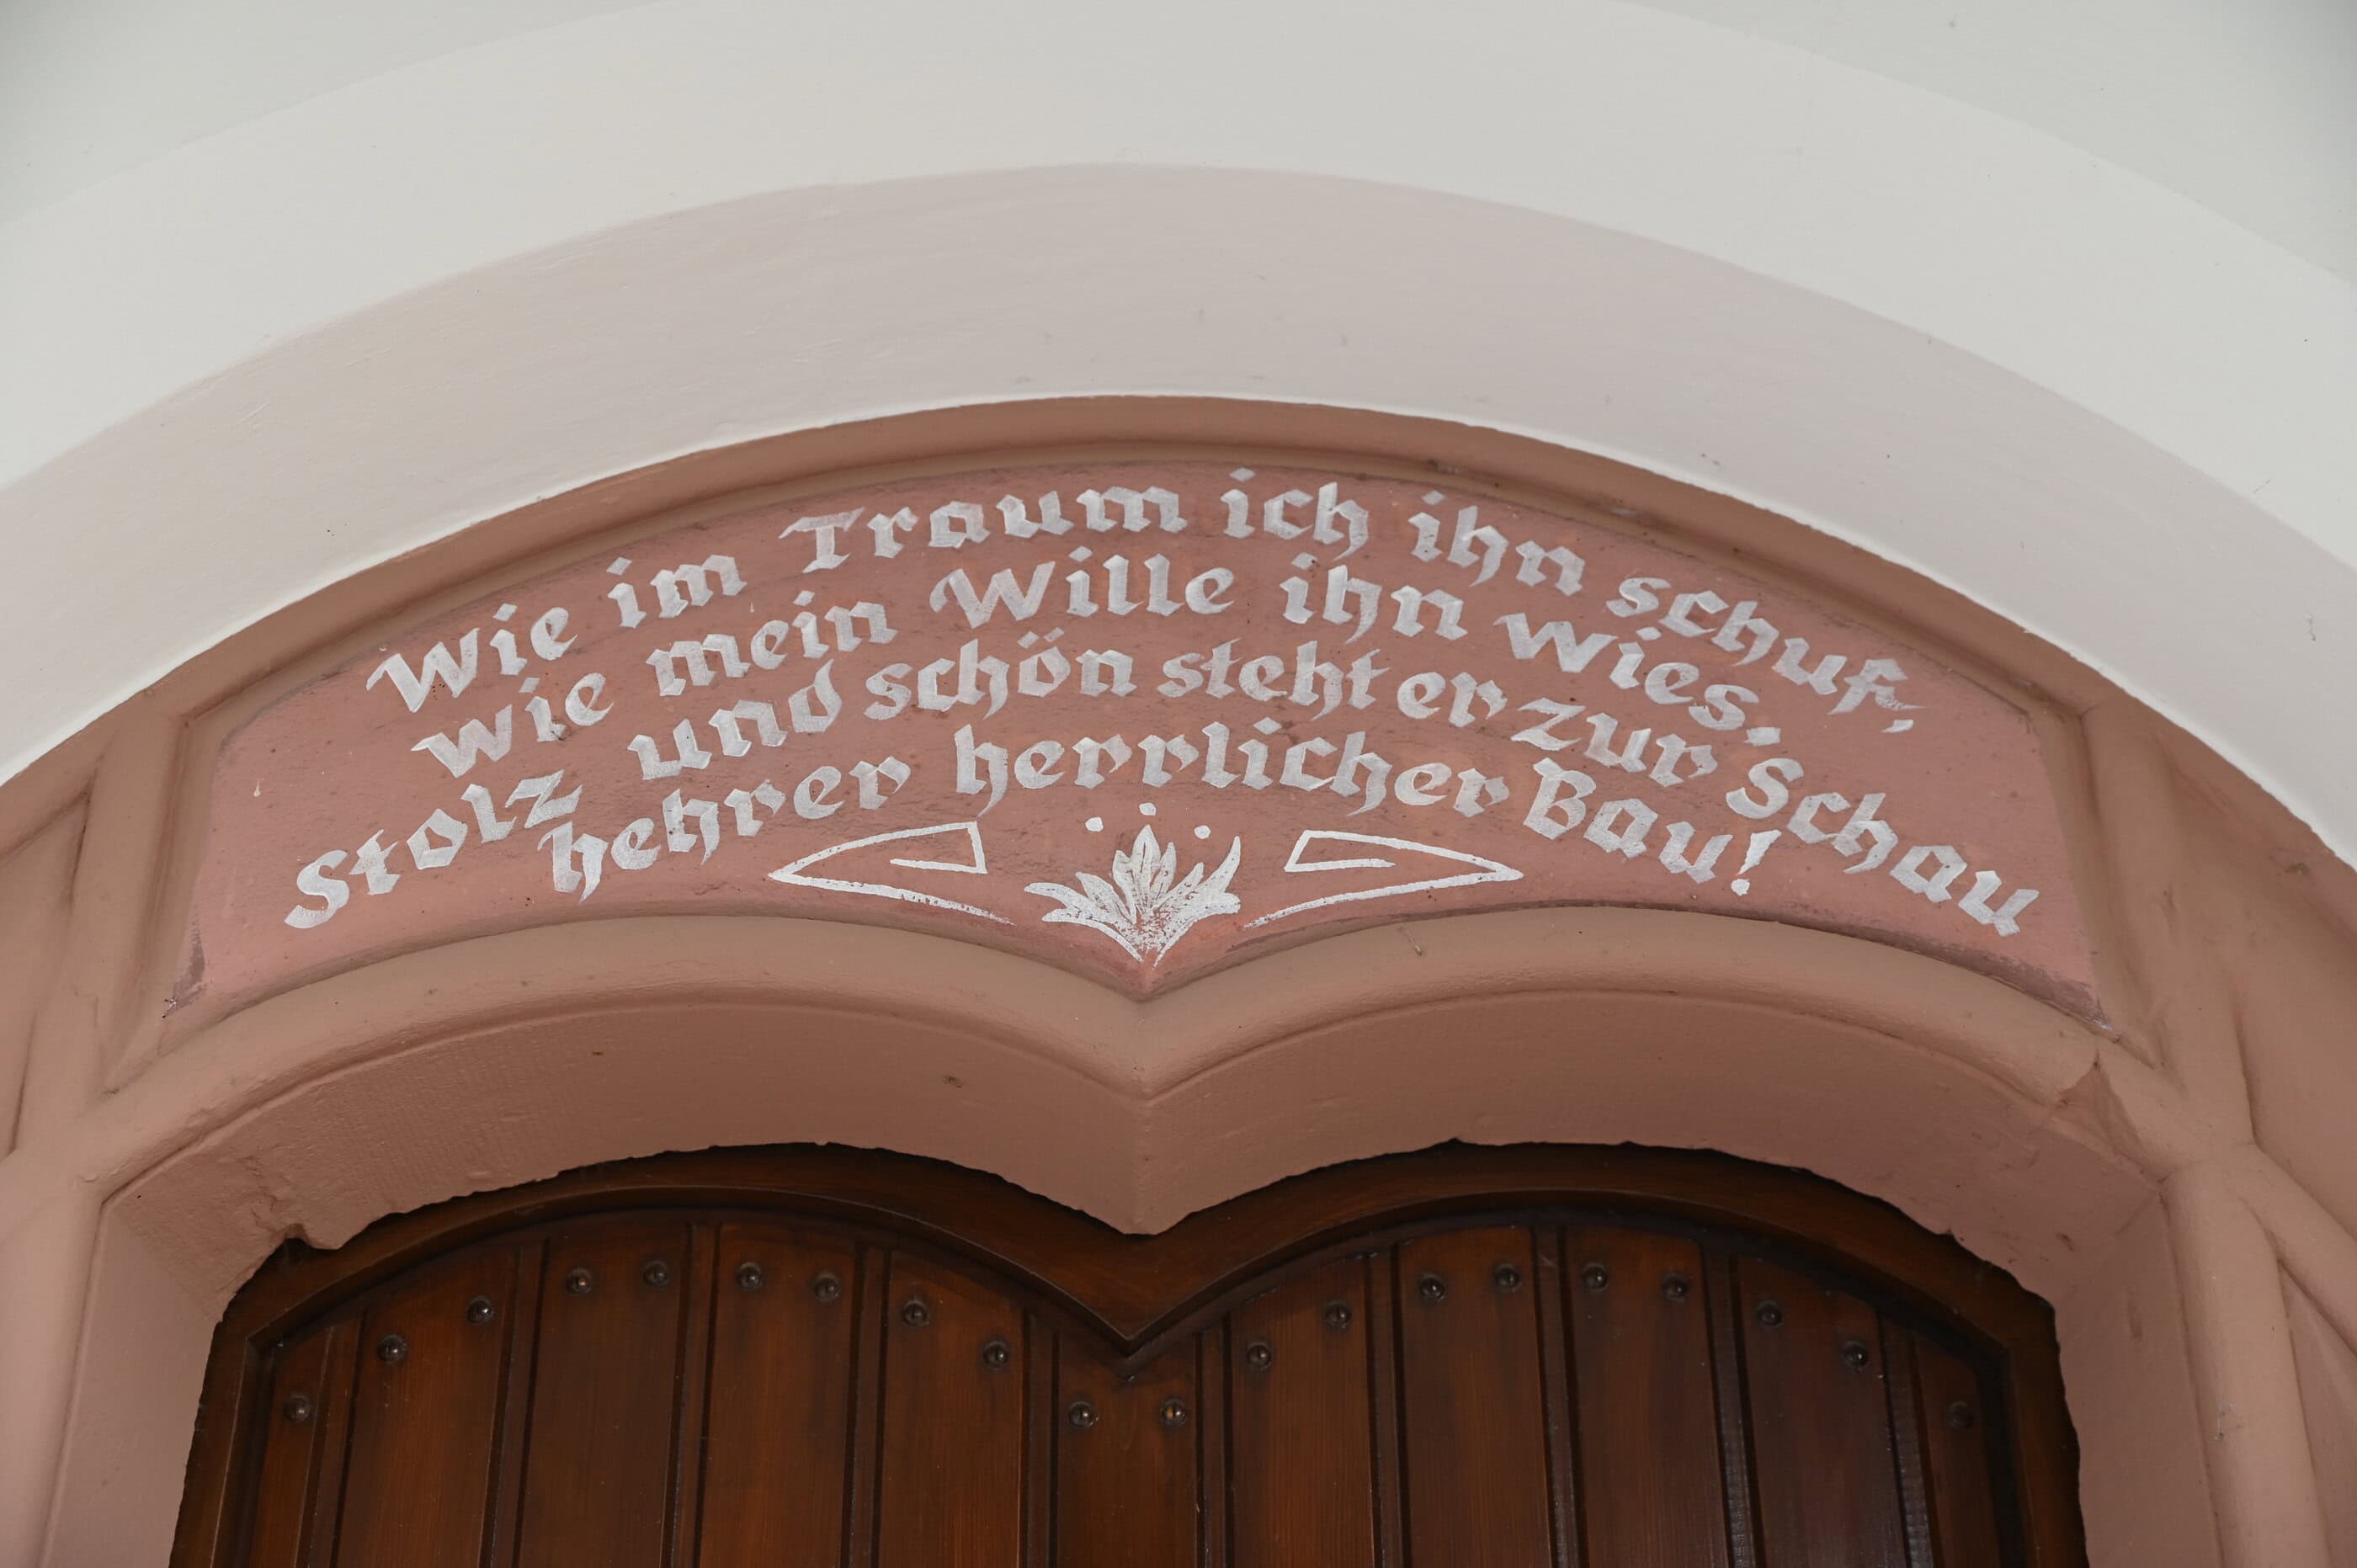 Wie im Traum ich ihn schuf,
wie mein Wille ihn wies.
Stolz und schön steht er zur Schau
hehrer herrlicher Bau!